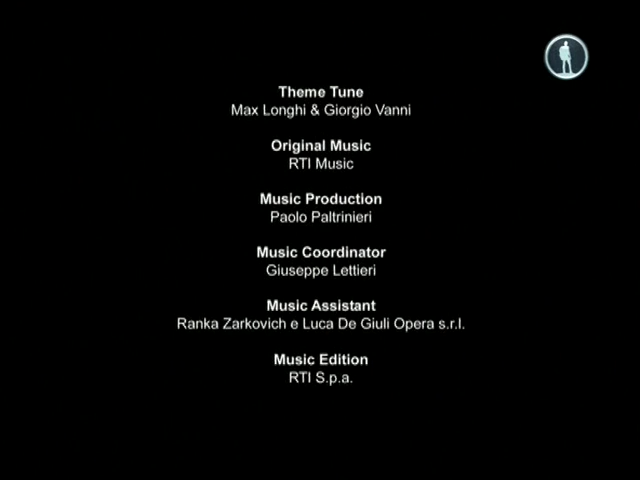 Theme Tune
Max Longhi & Giorgio Vanni
Original Music
RTI Music
Music Production
Paolo Paltrinieri
Music Coordinator
Giuseppe Lettieri
Music Assistant
Ranka Zarkovich e Luca De Giuli Opera s.r.l.
Music Edition
RTI S.p.a.